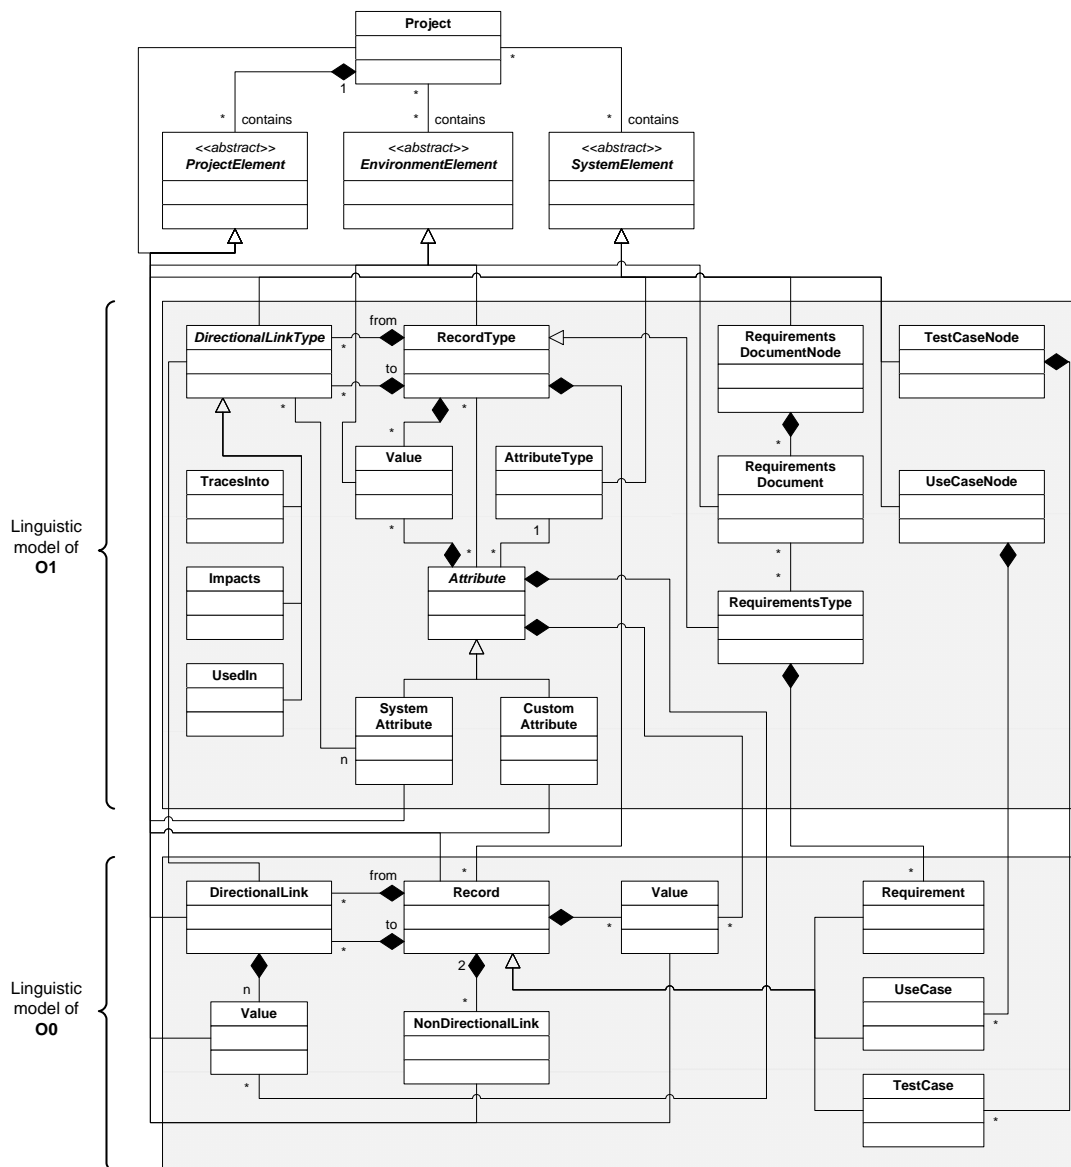 Project
*
1
*
*
* contains
* contains
* contains
<<abstract>>
ProjectElement
<<abstract>>
EnvironmentElement
<<abstract>>
SystemElement
from
DirectionalLinkType
RecordType
Requirements
DocumentNode
TestCaseNode
*
to
*
*
*
*
*
Value
AttributeType
Requirements
Document
UseCaseNode
TracesInto
Linguistic
model of
O1
*
1
*
*
*
*
Impacts
Attribute
RequirementsType
UsedIn
System
Attribute
Custom
Attribute
n
*
*
from
DirectionalLink
Record
Value
Requirement
*
to
*
*
*
2
n
*
Linguistic
model of
O0
UseCase
Value
NonDirectionalLink
*
*
TestCase
*